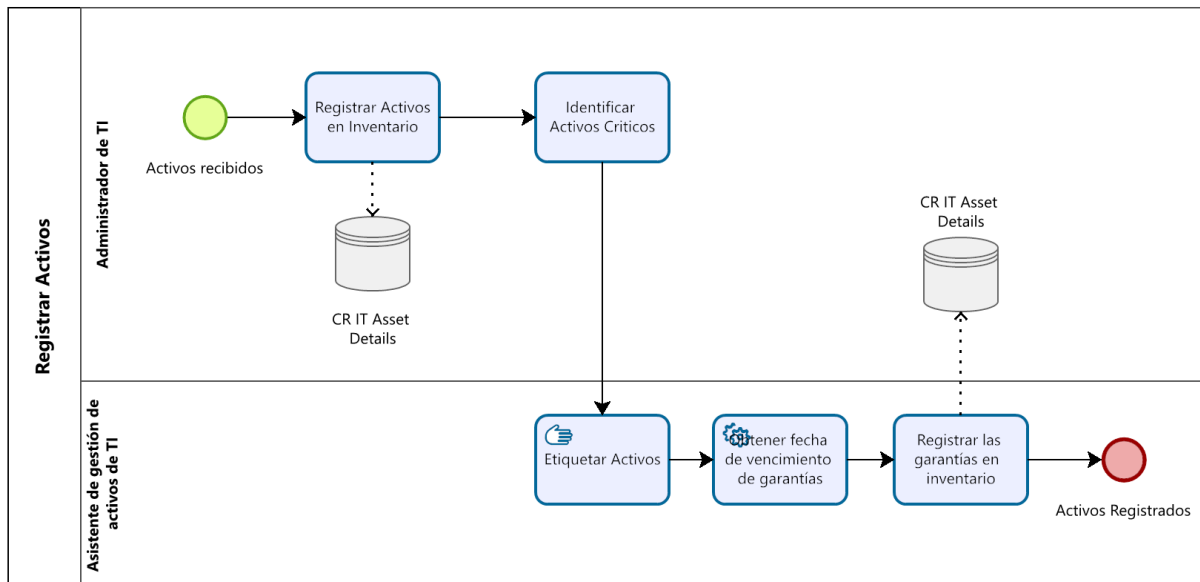 Registrar Activos
Administrador de TI
Activos recibidos
Registrar Activos
en Inventario
Identificar
Activos Criticos
CR IT Asset
Details
CR IT Asset
Details
Asistente de gestión de
activos de TI
Etiquetar Activos
Obtener fecha
de vencimiento
de garantías
Registrar las
garantías en
inventario
Activos Registrados